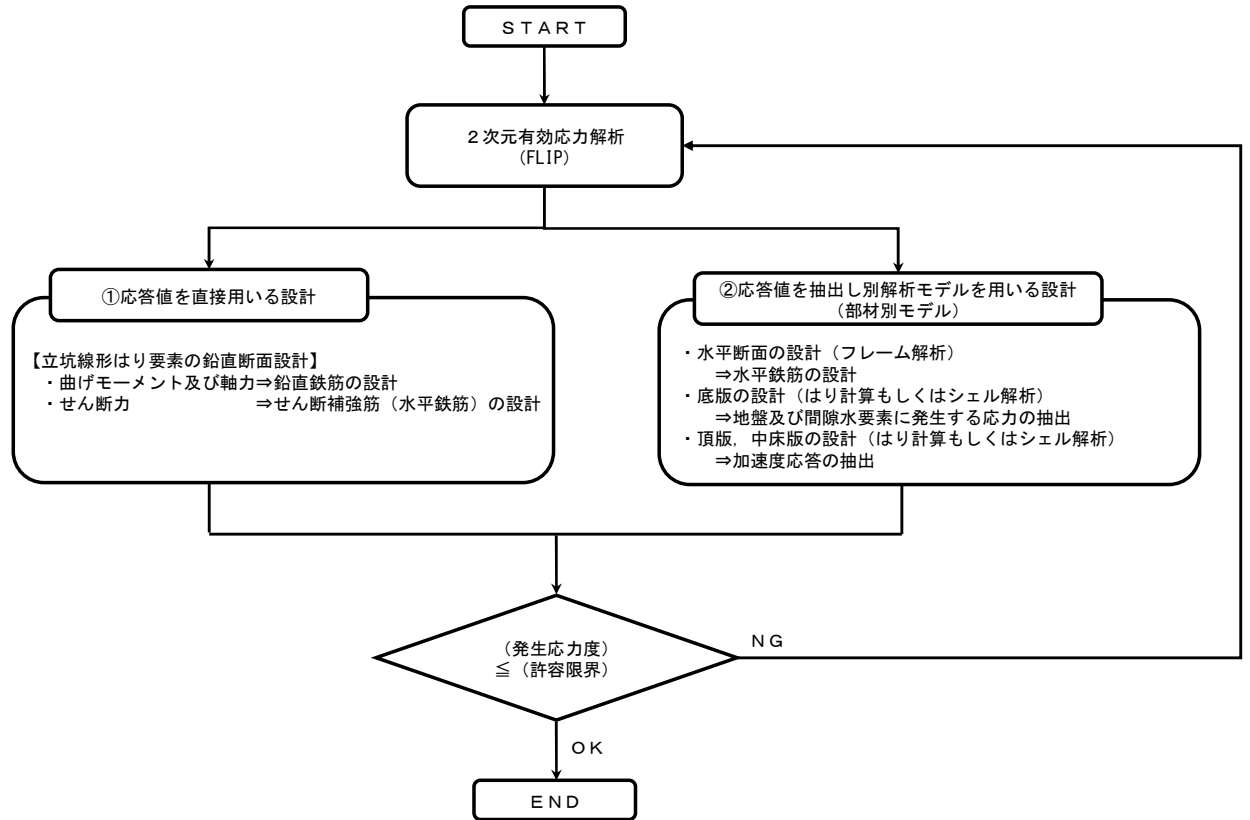 ＳＴＡＲＴ
２次元有効応力解析
(FLIP)
①応答値を直接用いる設計
【立坑線形はり要素の鉛直断面設計】
・曲げモーメント及び軸力⇒鉛直鉄筋の設計
・せん断力　　　　　　　⇒せん断補強筋（水平鉄筋）の設計
②応答値を抽出し別解析モデルを用いる設計
（部材別モデル）
・水平断面の設計（フレーム解析）
⇒水平鉄筋の設計
・底版の設計（はり計算もしくはシェル解析）
⇒地盤及び間隙水要素に発生する応力の抽出
・頂版，中床版の設計（はり計算もしくはシェル解析）
⇒加速度応答の抽出
（発生応力度）
≦（許容限界）
ＮＧ
ＯＫ
ＥＮＤ